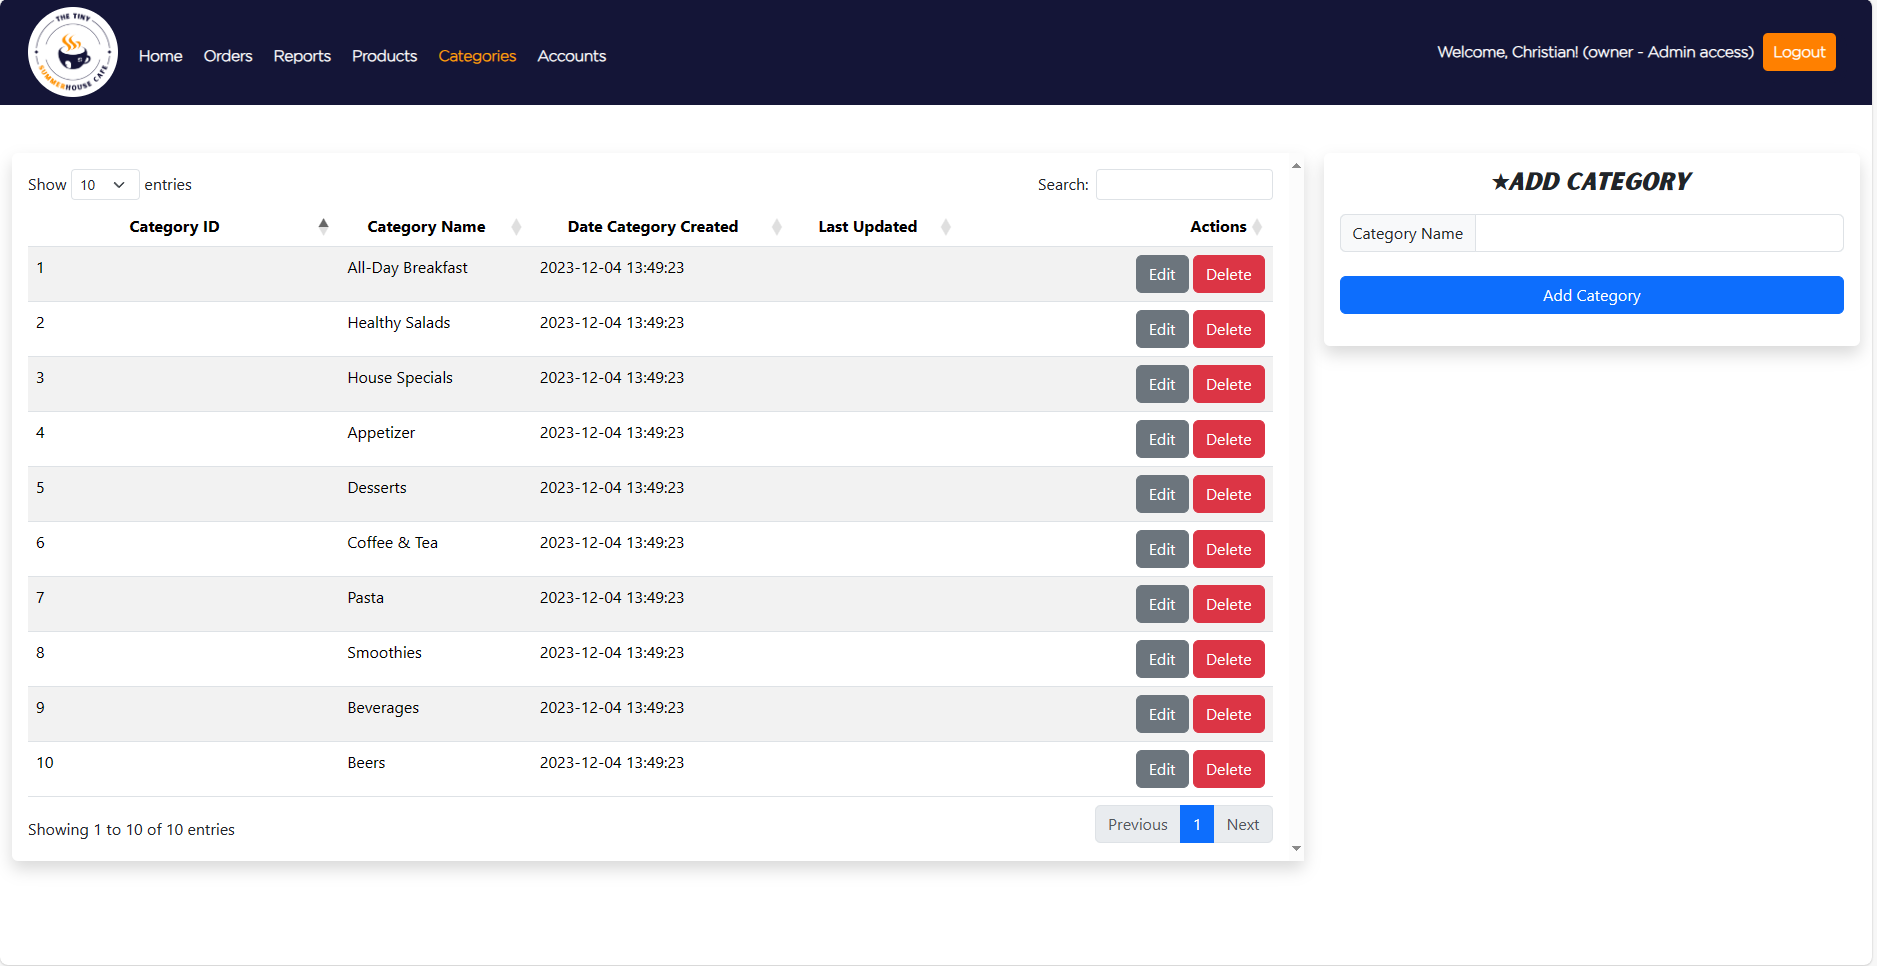 THE TINY
SUMMERHOUSE CAFE
Home Orders Reports Products Categories Accounts
Welcome, Christian! (owner - Admin access) Logout
Show 10 entries
Search:
Category ID Category Name Date Category Created Last Updated Actions
1 All-Day Breakfast 2023-12-04 13:49:23 Edit Delete
2 Healthy Salads 2023-12-04 13:49:23 Edit Delete
3 House Specials 2023-12-04 13:49:23 Edit Delete
4 Appetizer 2023-12-04 13:49:23 Edit Delete
5 Desserts 2023-12-04 13:49:23 Edit Delete
6 Coffee & Tea 2023-12-04 13:49:23 Edit Delete
7 Pasta 2023-12-04 13:49:23 Edit Delete
8 Smoothies 2023-12-04 13:49:23 Edit Delete
9 Beverages 2023-12-04 13:49:23 Edit Delete
10 Beers 2023-12-04 13:49:23 Edit Delete
Showing 1 to 10 of 10 entries
Previous 1 Next
★ADD CATEGORY
Category Name
Add Category